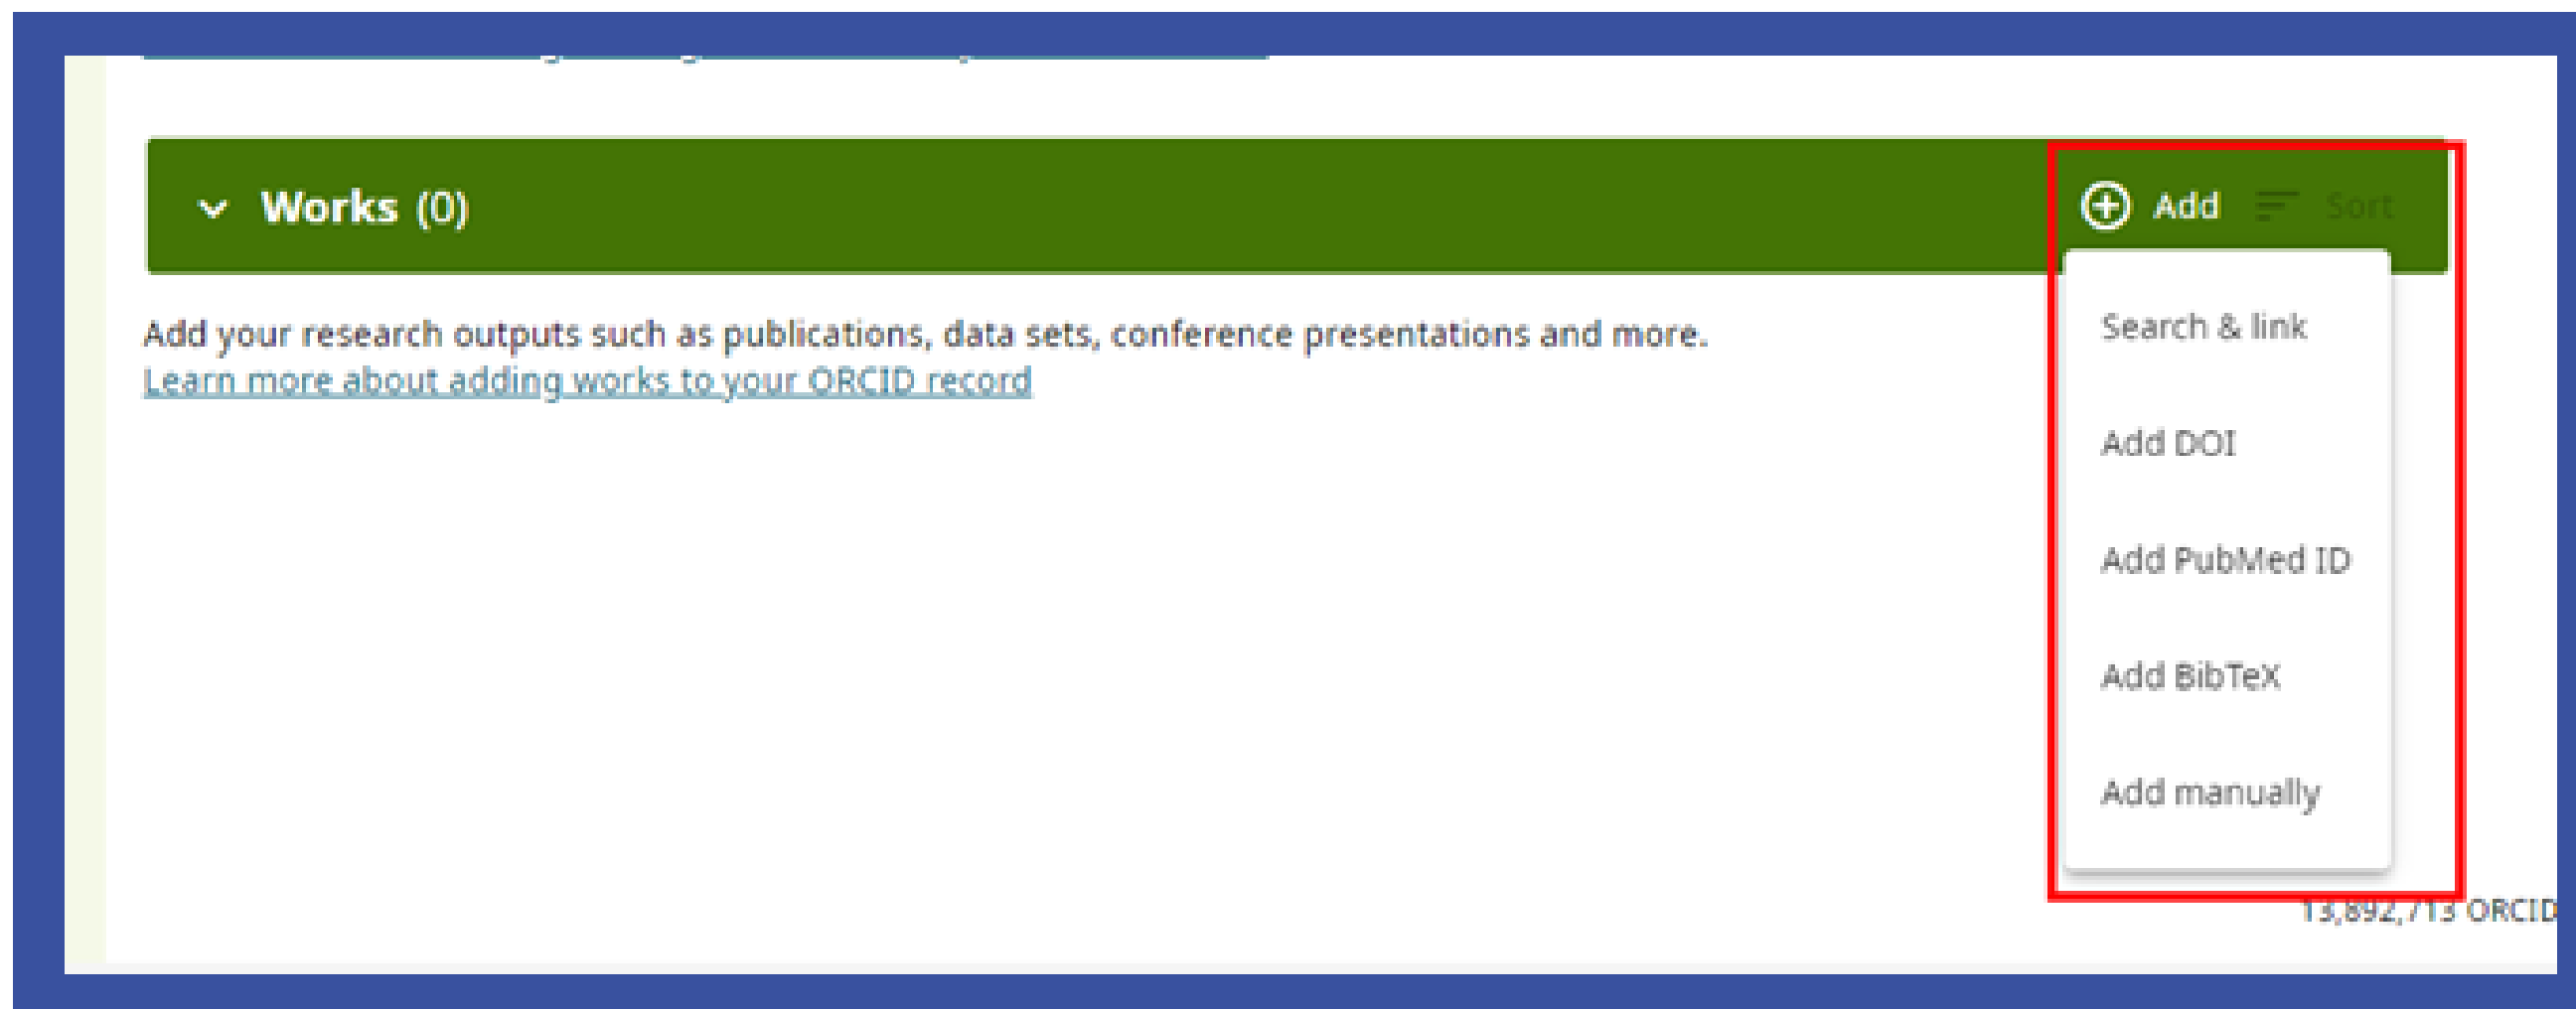 Works (0)
Add Sort
Add your research outputs such as publications, data sets, conference presentations and more.
Learn more about adding works to your ORCID record
Search & link
Add DOI
Add PubMed ID
Add BibTeX
Add manually
13,892,713 ORCID